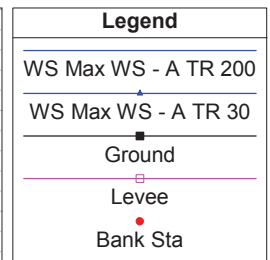 Legend
WS Max WS - A TR 200
WS Max WS - A TR 30
Ground
Levee
Bank Sta